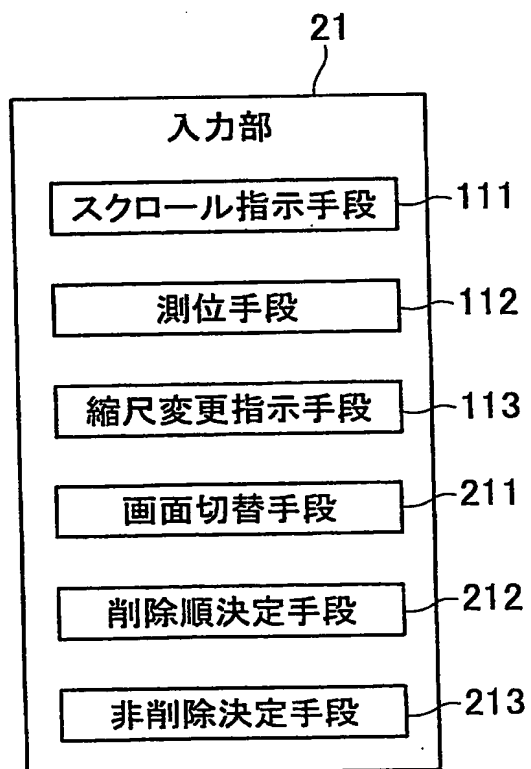 21
入力部
スクロール指示手段 111
測位手段 112
縮尺変更指示手段 113
画面切替手段 211
削除順決定手段 212
非削除決定手段 213